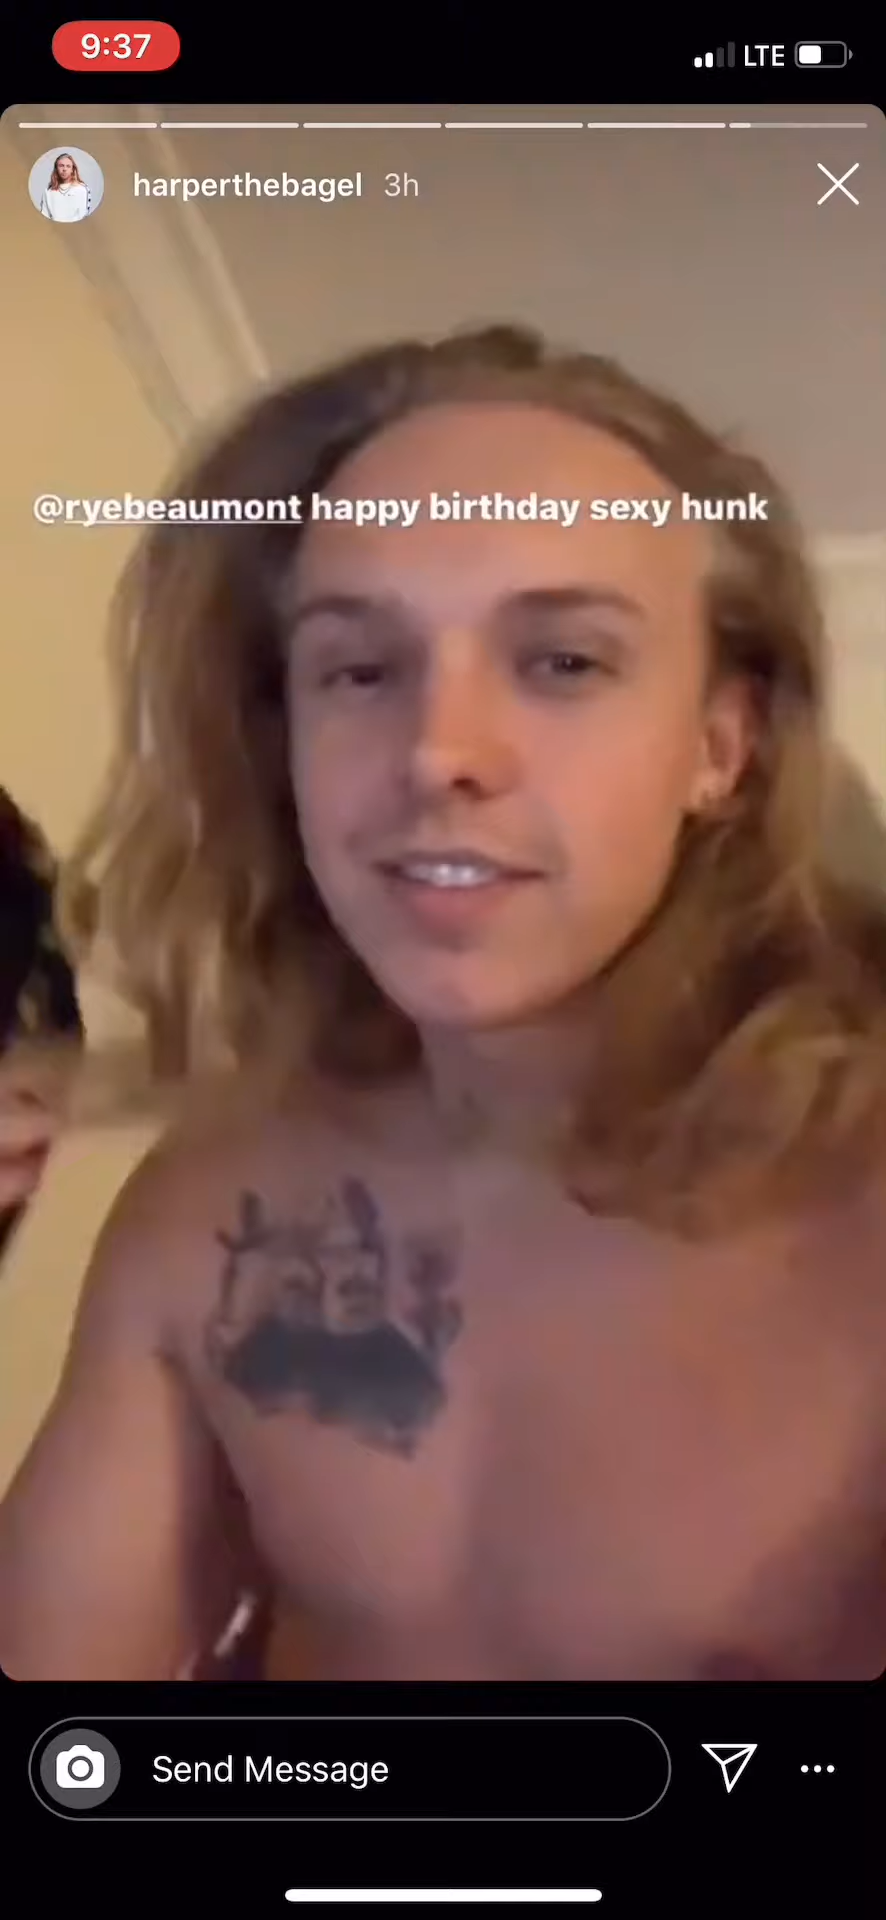 9:37
LTE
harperthebagel 3h
@ryebeaumont happy birthday sexy hunk
Send Message